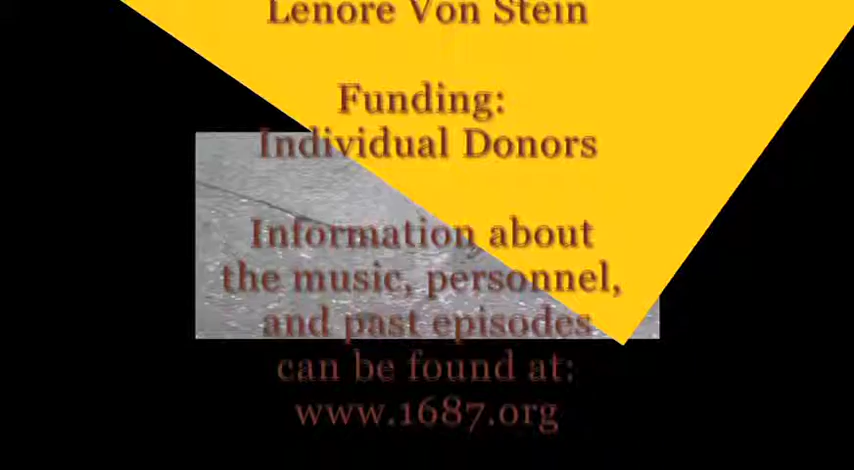 Lenore Von Stein
Funding:
Individual Donors
Information about
the music, personnel,
and past episodes
can be found at:
www.1687.org